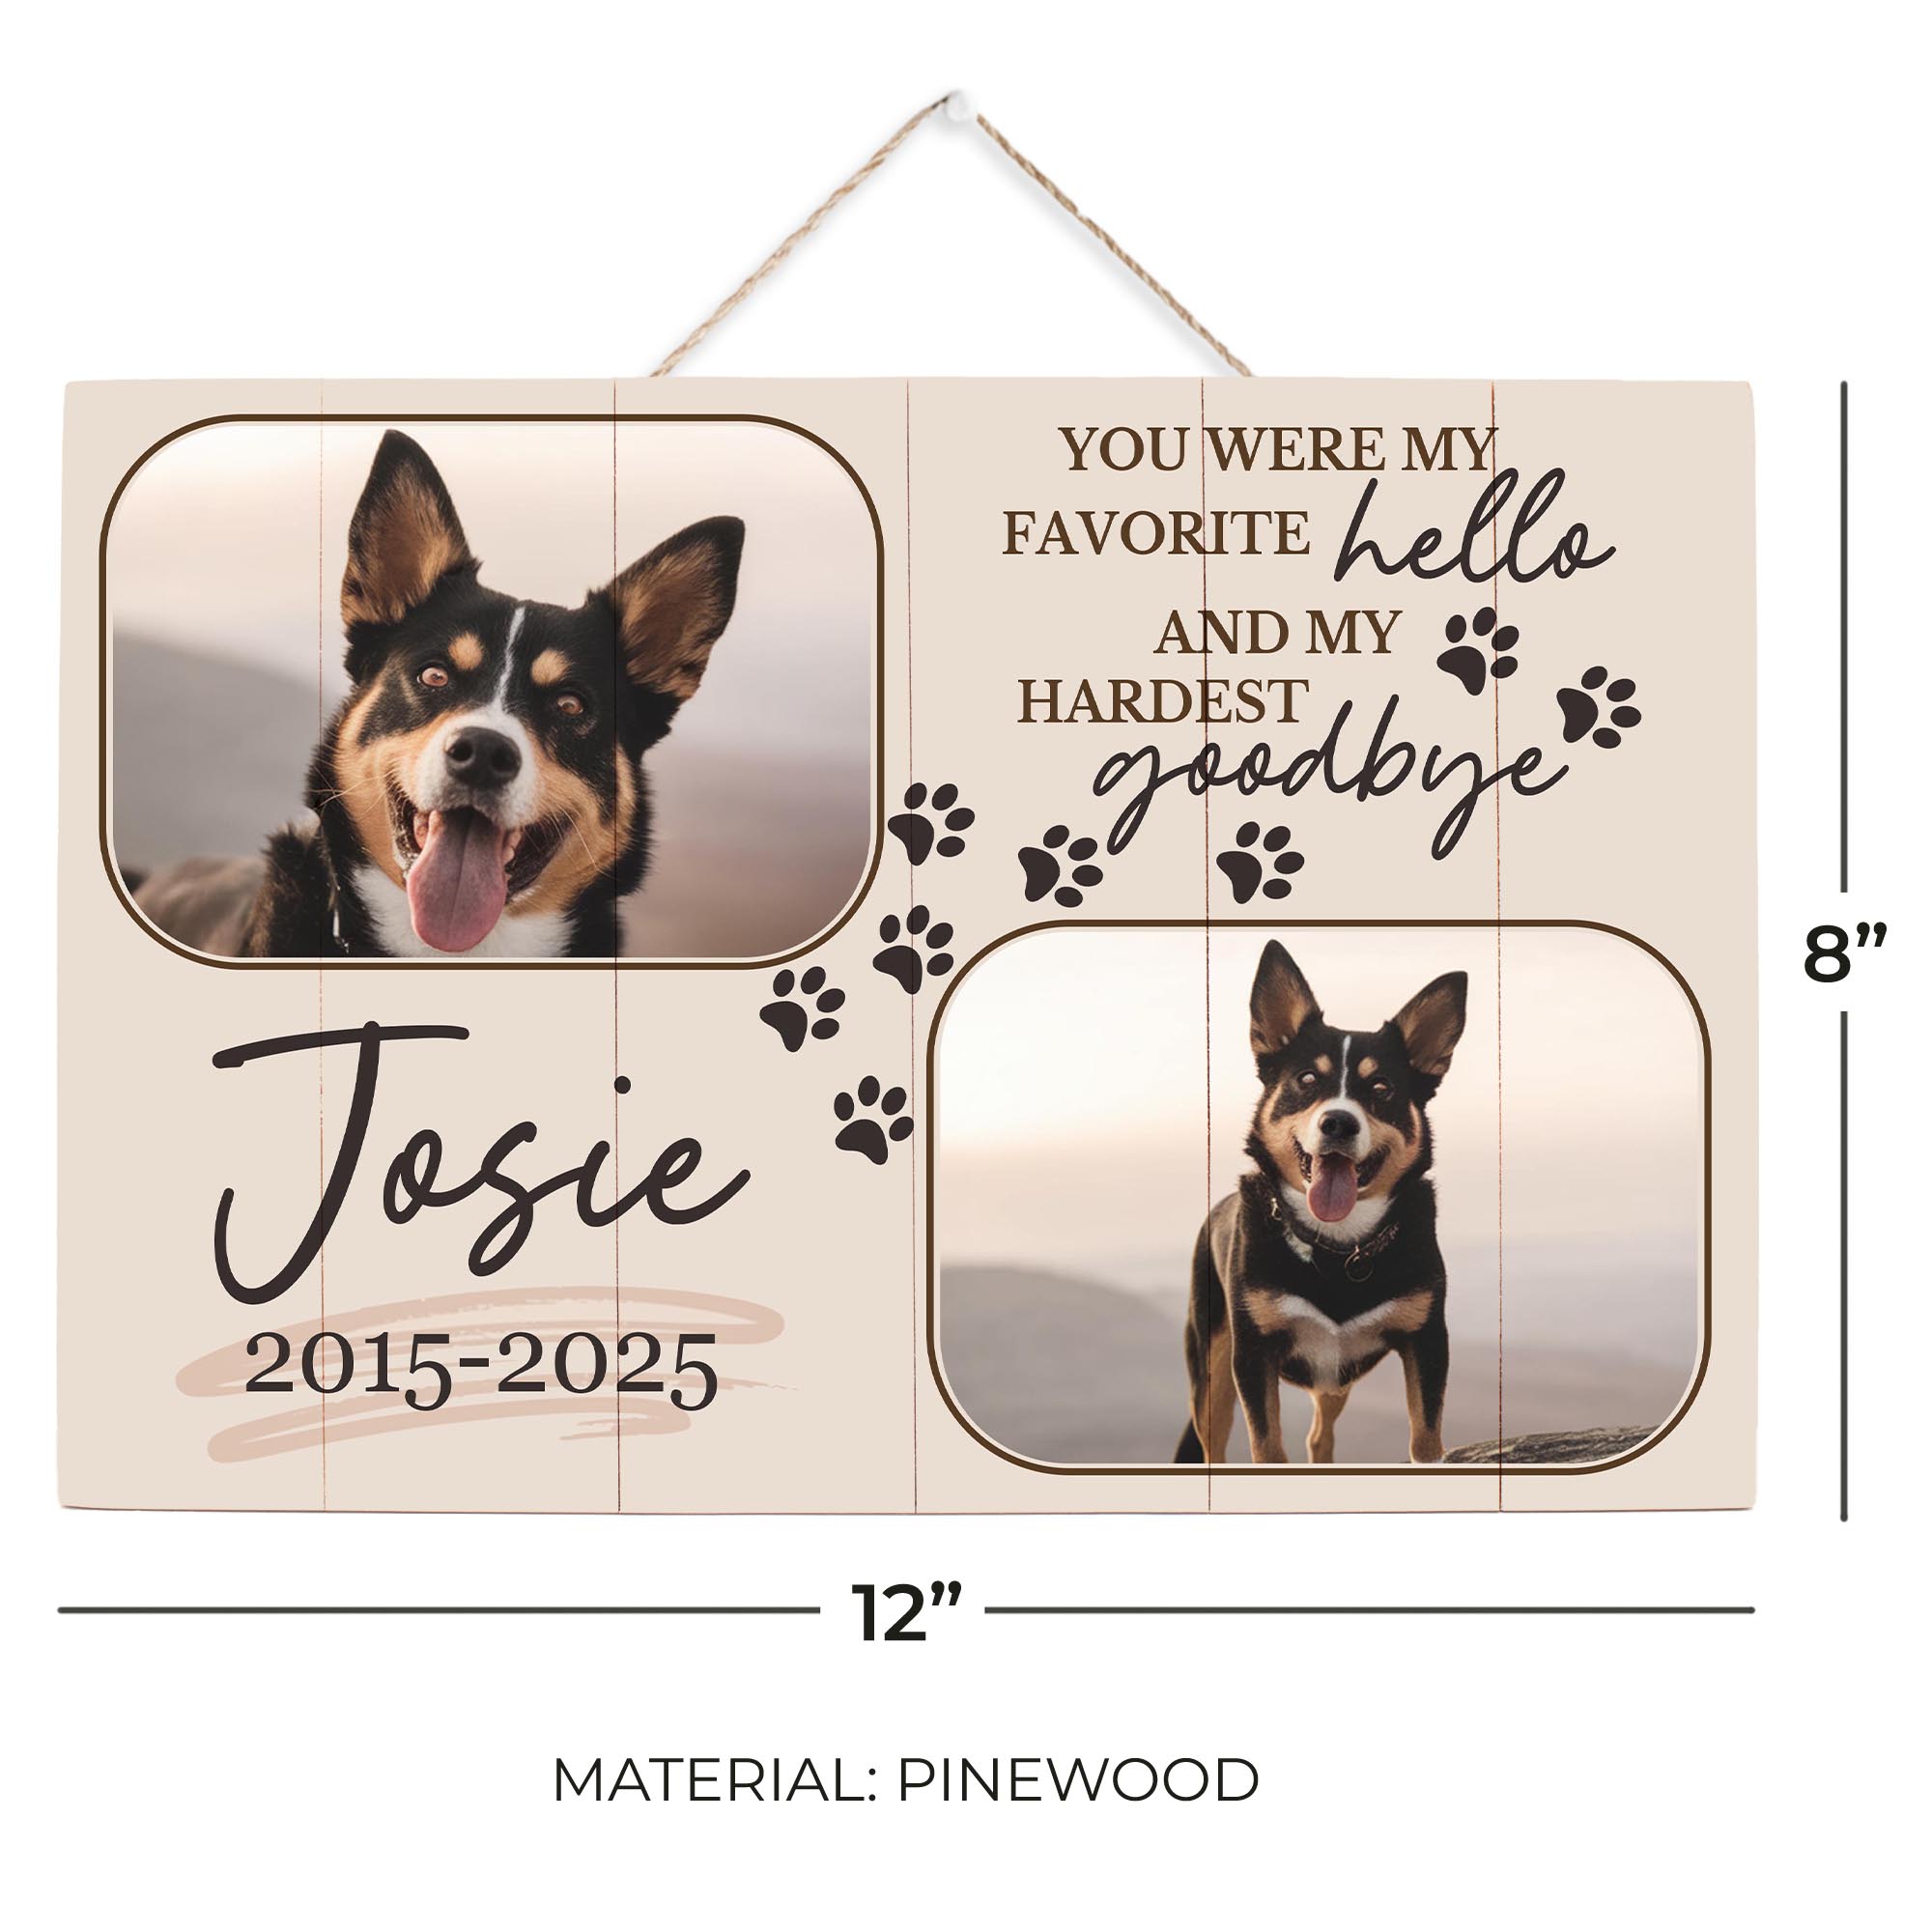 YOU WERE MY
FAVORITE hello
AND MY
HARDEST
goodbye
Josie
2015-2025
8”
12”
MATERIAL: PINEWOOD